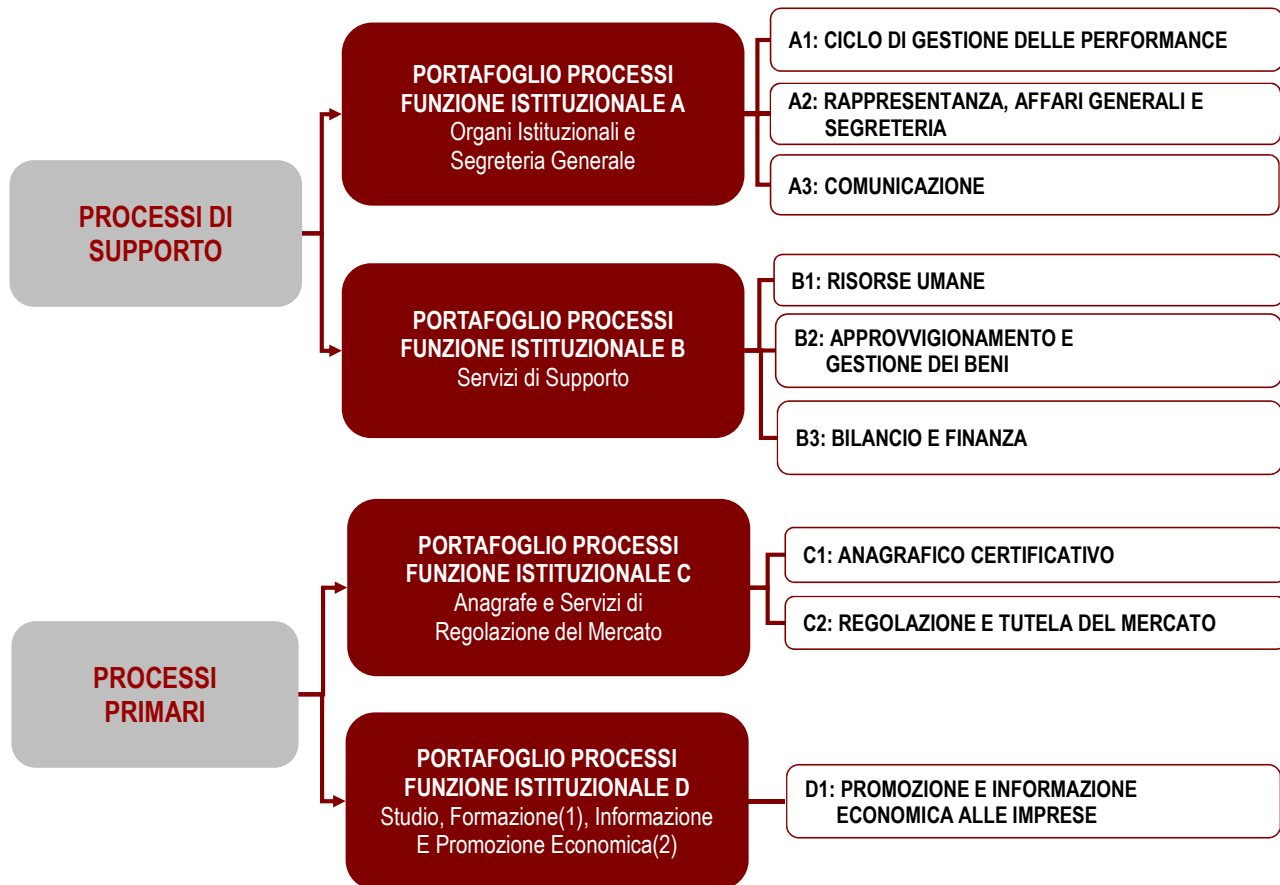 PROCESSI DI
SUPPORTO
PORTAFOGLIO PROCESSI
FUNZIONE ISTITUZIONALE A
Organi Istituzionali e
Segreteria Generale
A1: CICLO DI GESTIONE DELLE PERFORMANCE
A2: RAPPRESENTANZA, AFFARI GENERALI E
SEGRETERIA
A3: COMUNICAZIONE
PORTAFOGLIO PROCESSI
FUNZIONE ISTITUZIONALE B
Servizi di Supporto
B1: RISORSE UMANE
B2: APPROVVIGIONAMENTO E
GESTIONE DEI BENI
B3: BILANCIO E FINANZA
PROCESSI
PRIMARI
PORTAFOGLIO PROCESSI
FUNZIONE ISTITUZIONALE C
Anagrafe e Servizi di
Regolazione del Mercato
C1: ANAGRAFICO CERTIFICATIVO
C2: REGOLAZIONE E TUTELA DEL MERCATO
PORTAFOGLIO PROCESSI
FUNZIONE ISTITUZIONALE D
Studio, Formazione(1), Informazione
E Promozione Economica(2)
D1: PROMOZIONE E INFORMAZIONE
ECONOMICA ALLE IMPRESE